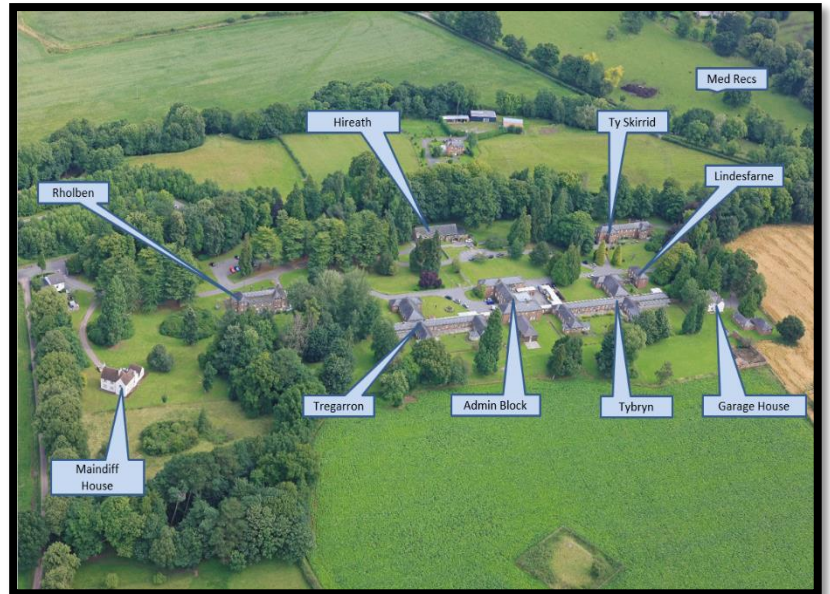 Med Recs
Hireath
Ty Skirrid
Lindesfarne
Rholben
Tregarron
Admin Block
Tybryn
Garage House
Maindiff
House